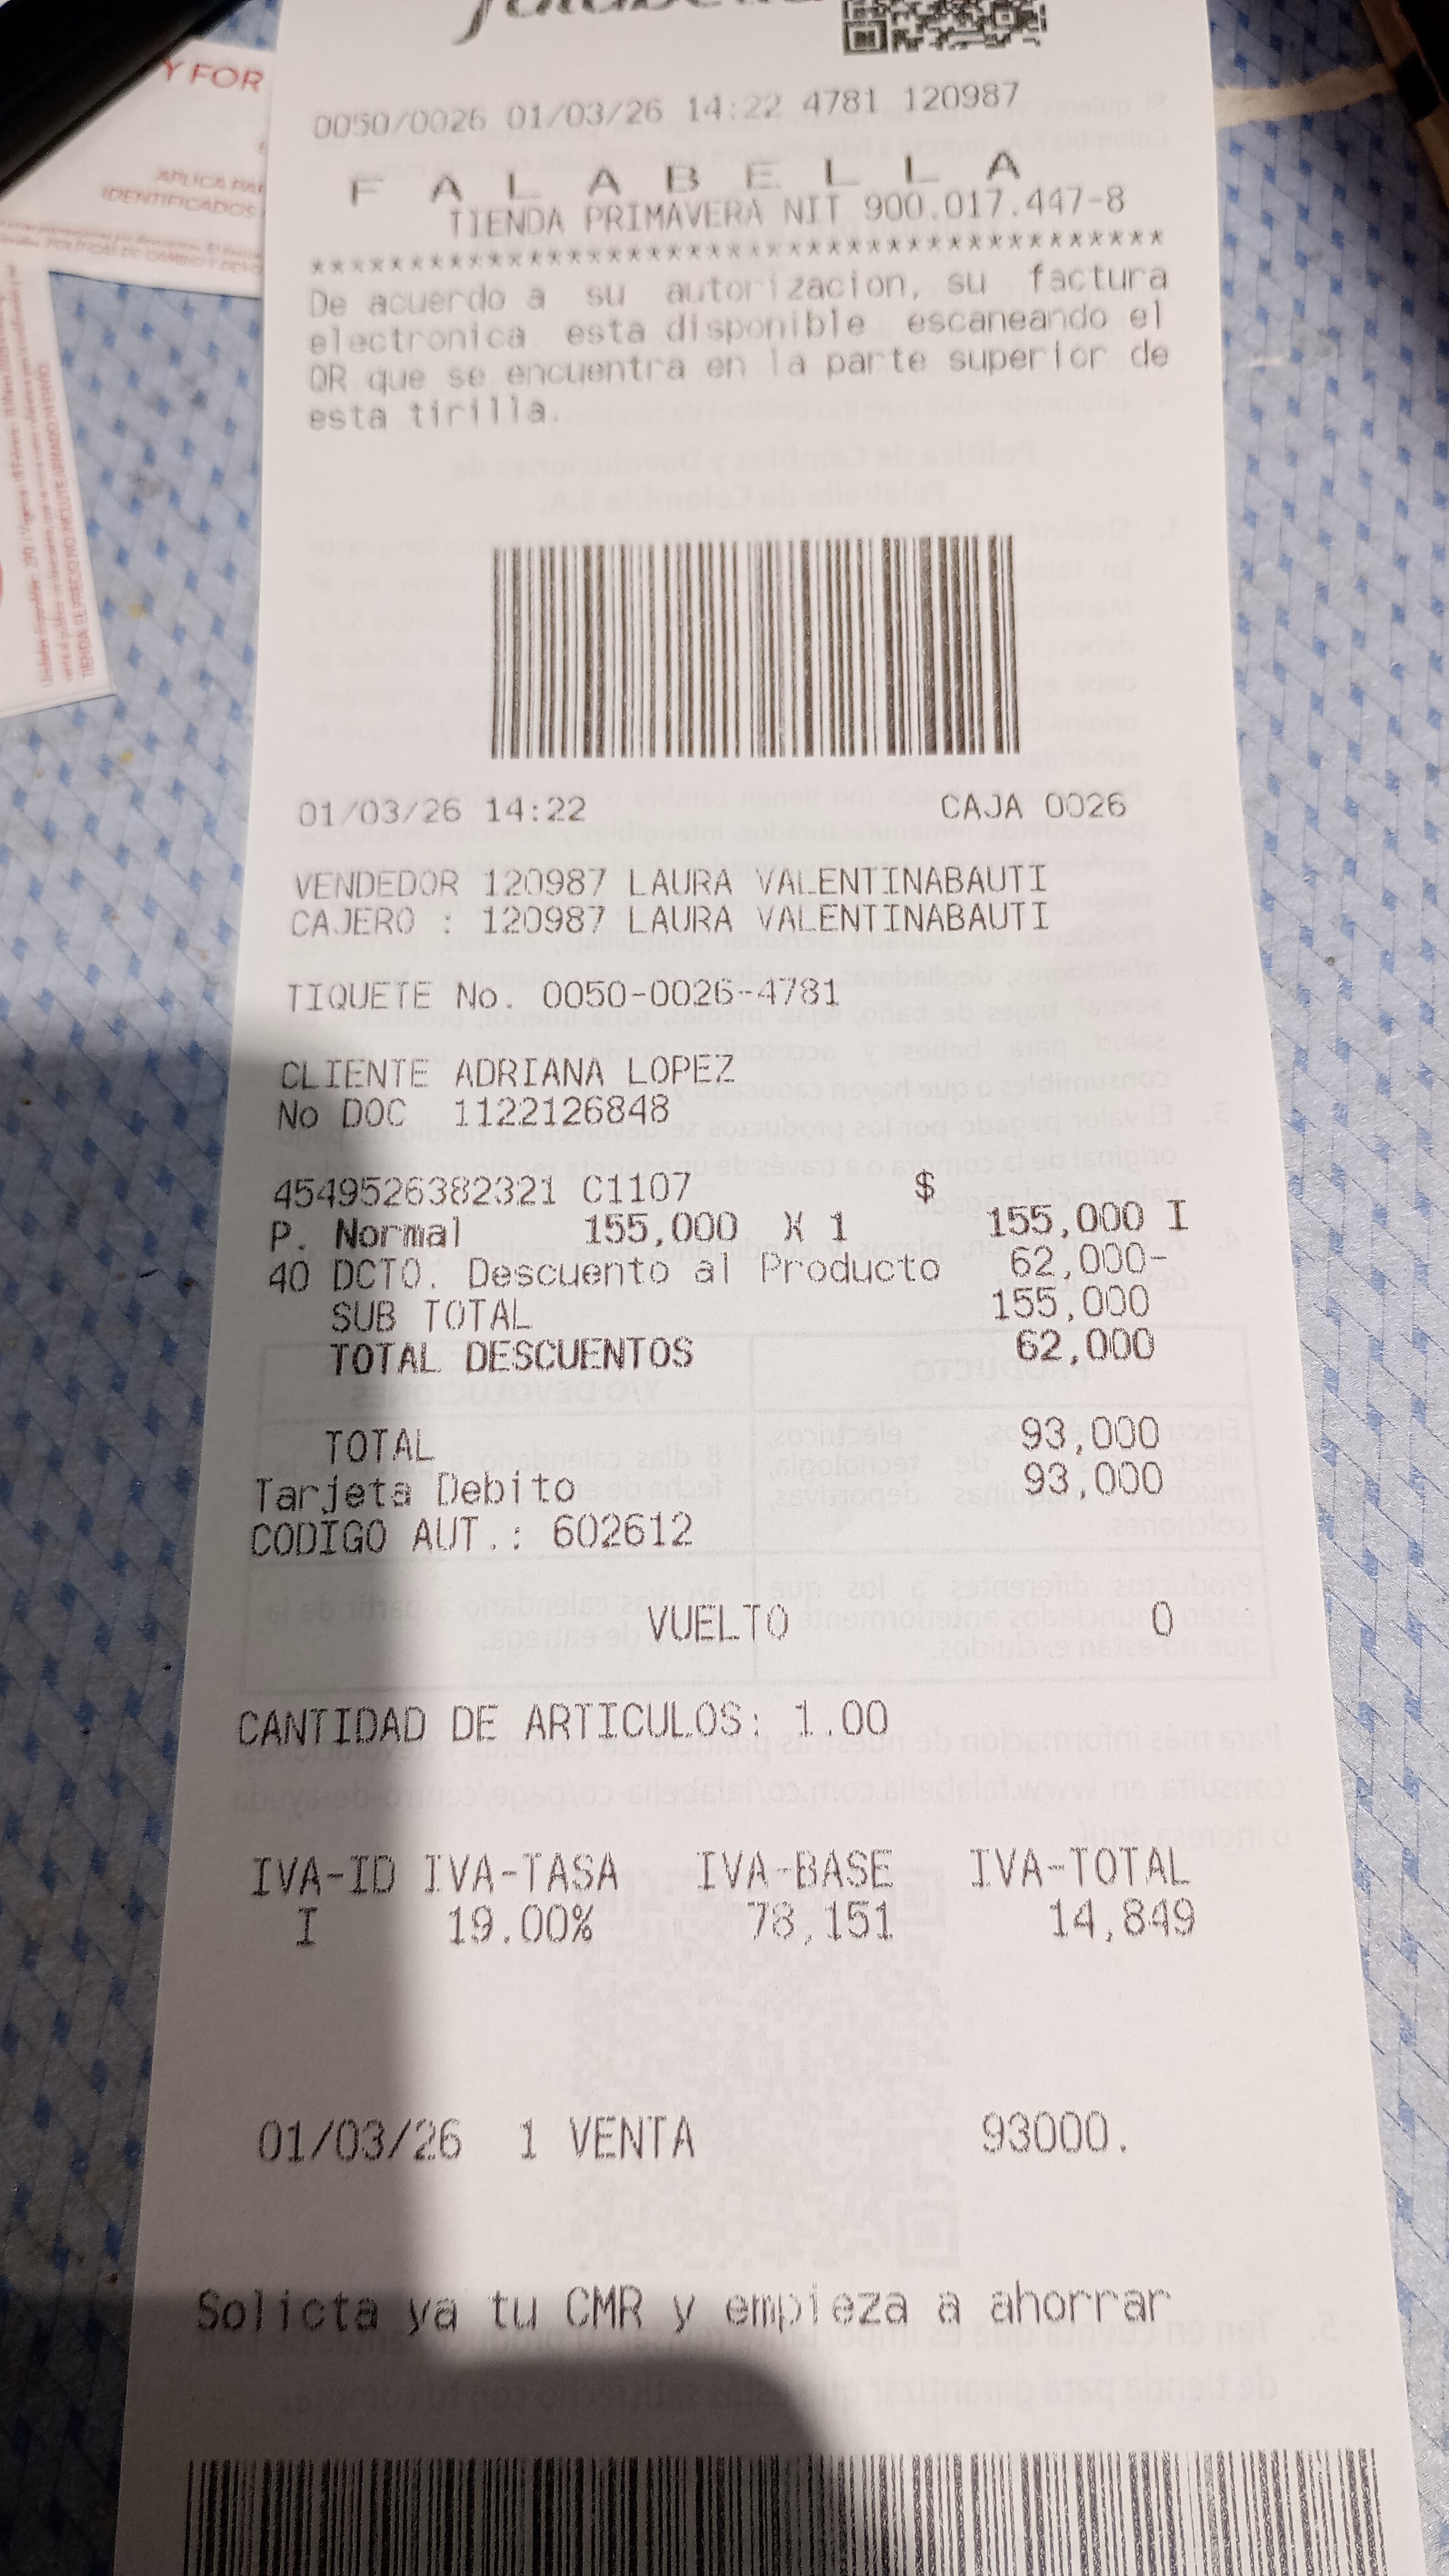 falabella
Y FOR
APLICA PAR
IDENTIFICADOS
0050/0026 01/03/26 14:22 4781 120987
F A L A B E L L A
TIENDA PRIMAVERA NIT 900.017.447-8
********************************************
De acuerdo a su autorizacion, su factura
electronica esta disponible escaneando el
QR que se encuentra en la parte superior de
esta tirilla.
01/03/26 14:22 CAJA 0026
VENDEDOR 120987 LAURA VALENTINABAUTI
CAJERO : 120987 LAURA VALENTINABAUTI
TIQUETE No. 0050-0026-4781
CLIENTE ADRIANA LOPEZ
No DOC 1122126848
4549526382321 C1107 $
P. Normal 155,000 X 1 155,000 I
40 DCTO. Descuento al Producto 62,000-
SUB TOTAL 155,000
TOTAL DESCUENTOS 62,000
TOTAL 93,000
Tarjeta Debito 93,000
CODIGO AUT.: 602612
VUELTO 0
CANTIDAD DE ARTICULOS: 1.00
IVA-ID IVA-TASA IVA-BASE IVA-TOTAL
I 19.00% 78,151 14,849
01/03/26 1 VENTA 93000.
Solicta ya tu CMR y empieza a ahorrar